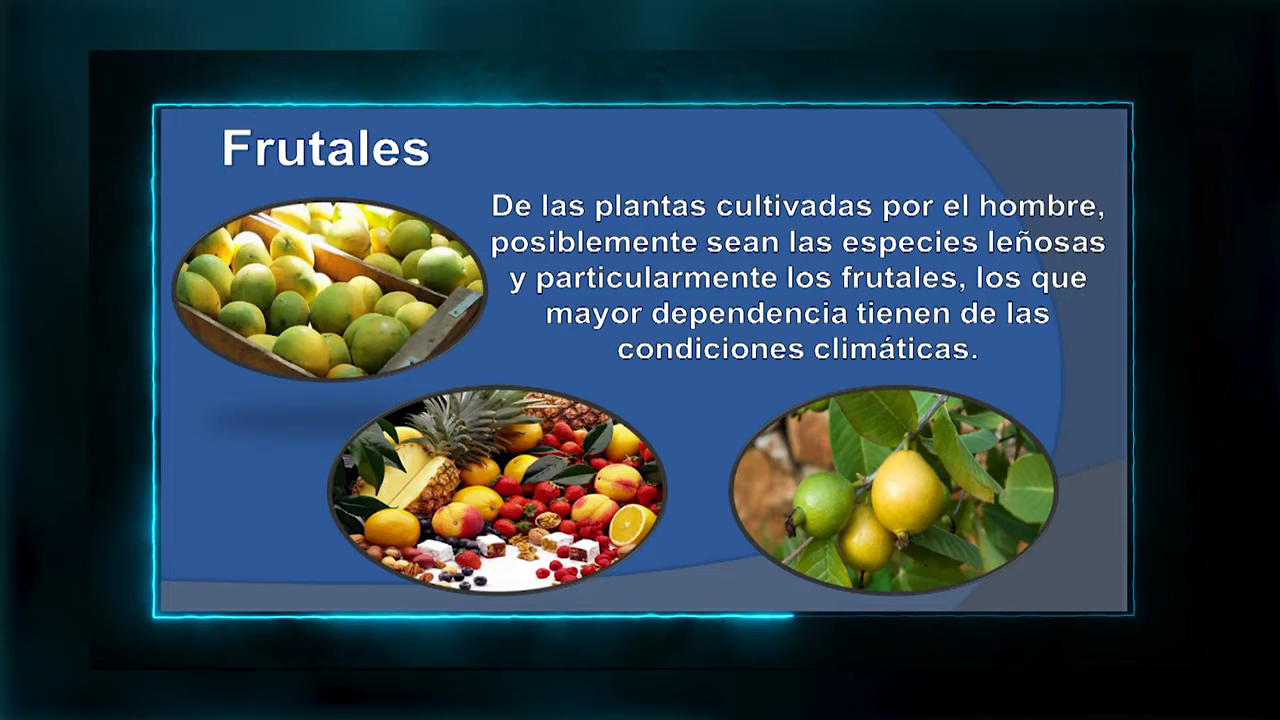 Frutales
De las plantas cultivadas por el hombre,
posiblemente sean las especies leñosas
y particularmente los frutales, los que
mayor dependencia tienen de las
condiciones climáticas.